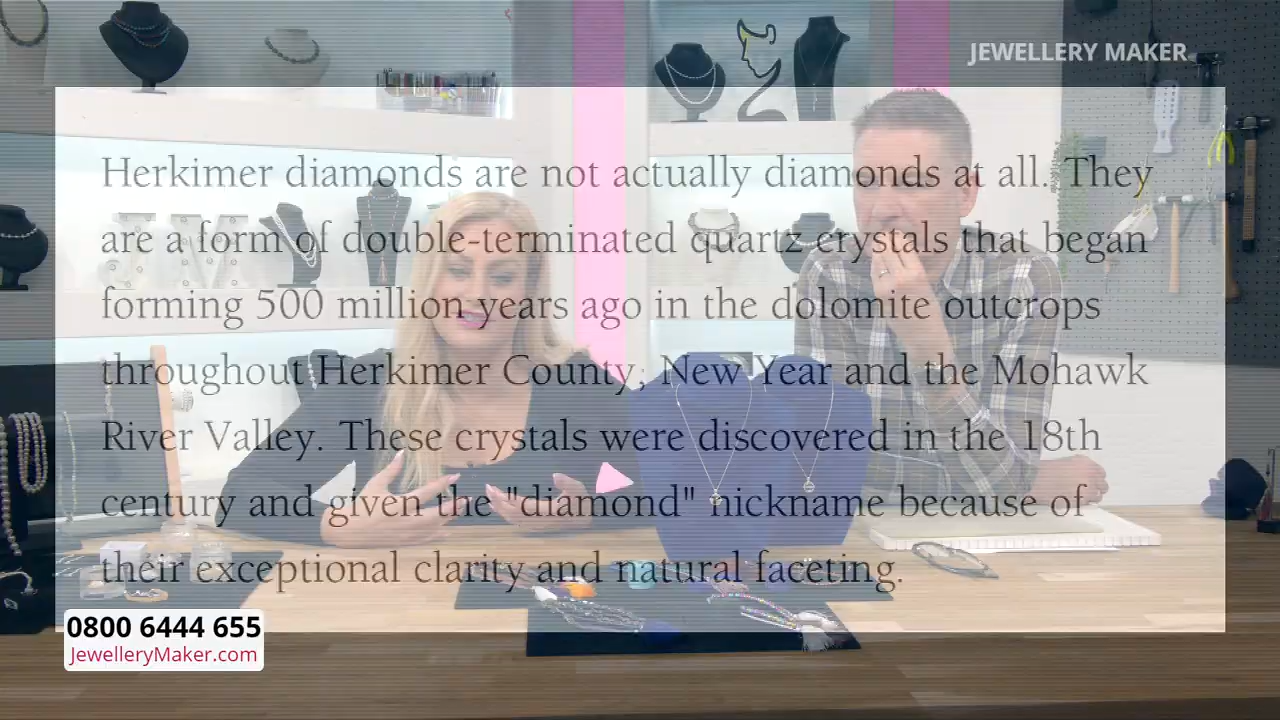 JEWELLERY MAKER
Herkimer diamonds are not actually diamonds at all. They
are a form of double-terminated quartz crystals that began
forming 500 million years ago in the dolomite outcrops
throughout Herkimer County, New Year and the Mohawk
River Valley. These crystals were discovered in the 18th
century and given the "diamond" nickname because of
their exceptional clarity and natural faceting.
0800 6444 655
JewelleryMaker.com